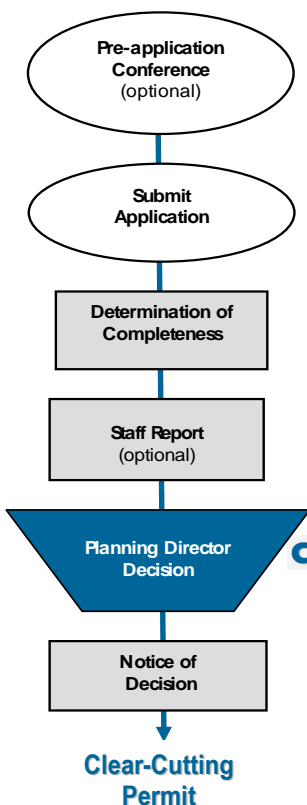 Pre-application
Conference
(optional)
Submit
Application
Determination of
Completeness
Staff Report
(optional)
Planning Director
Decision
Notice of
Decision
Clear-Cutting
Permit